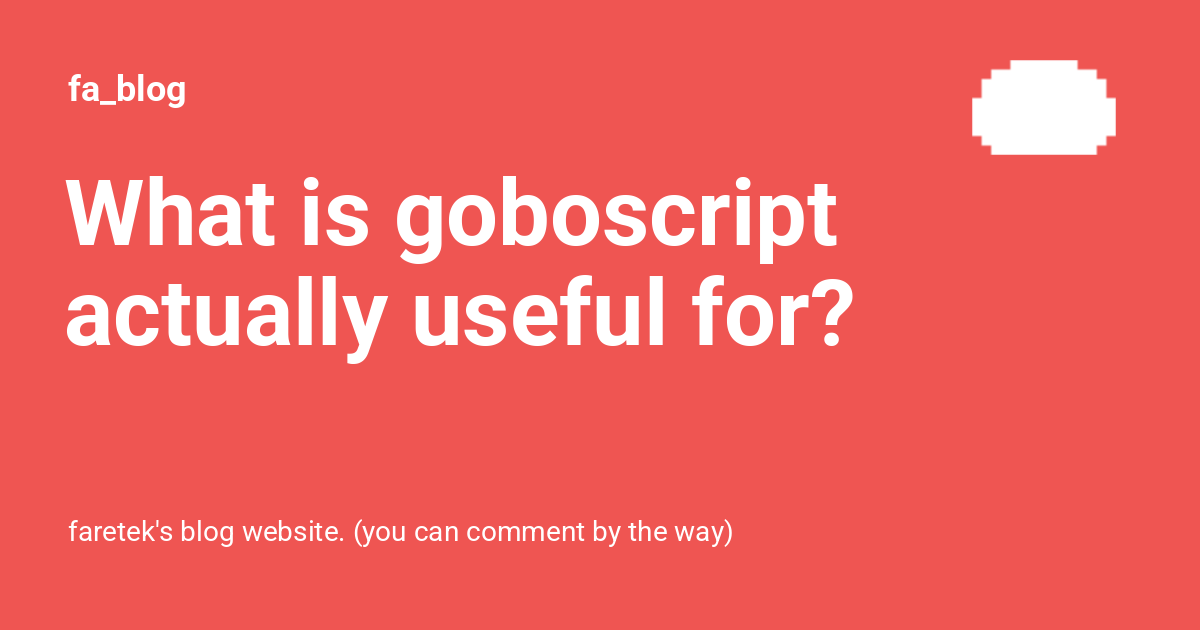 fa_blog
What is goboscript
actually useful for?
faretek's blog website. (you can comment by the way)